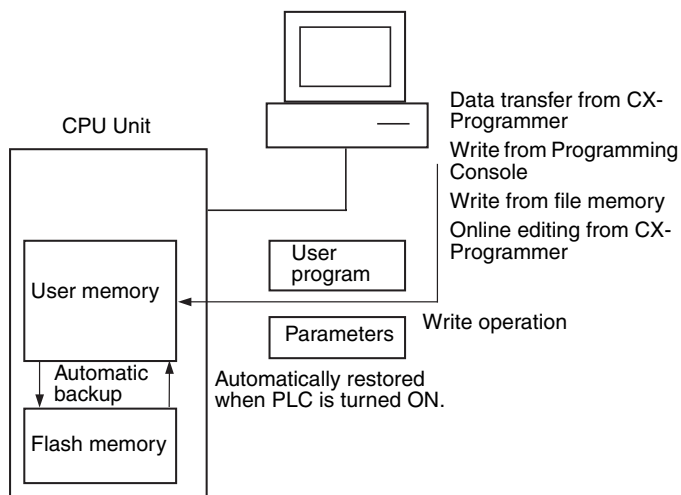 CPU Unit
Data transfer from CX-
Programmer
Write from Programming
Console
Write from file memory
Online editing from CX-
Programmer
User
program
User memory
Parameters
Write operation
Automatic
backup
Automatically restored
when PLC is turned ON.
Flash memory